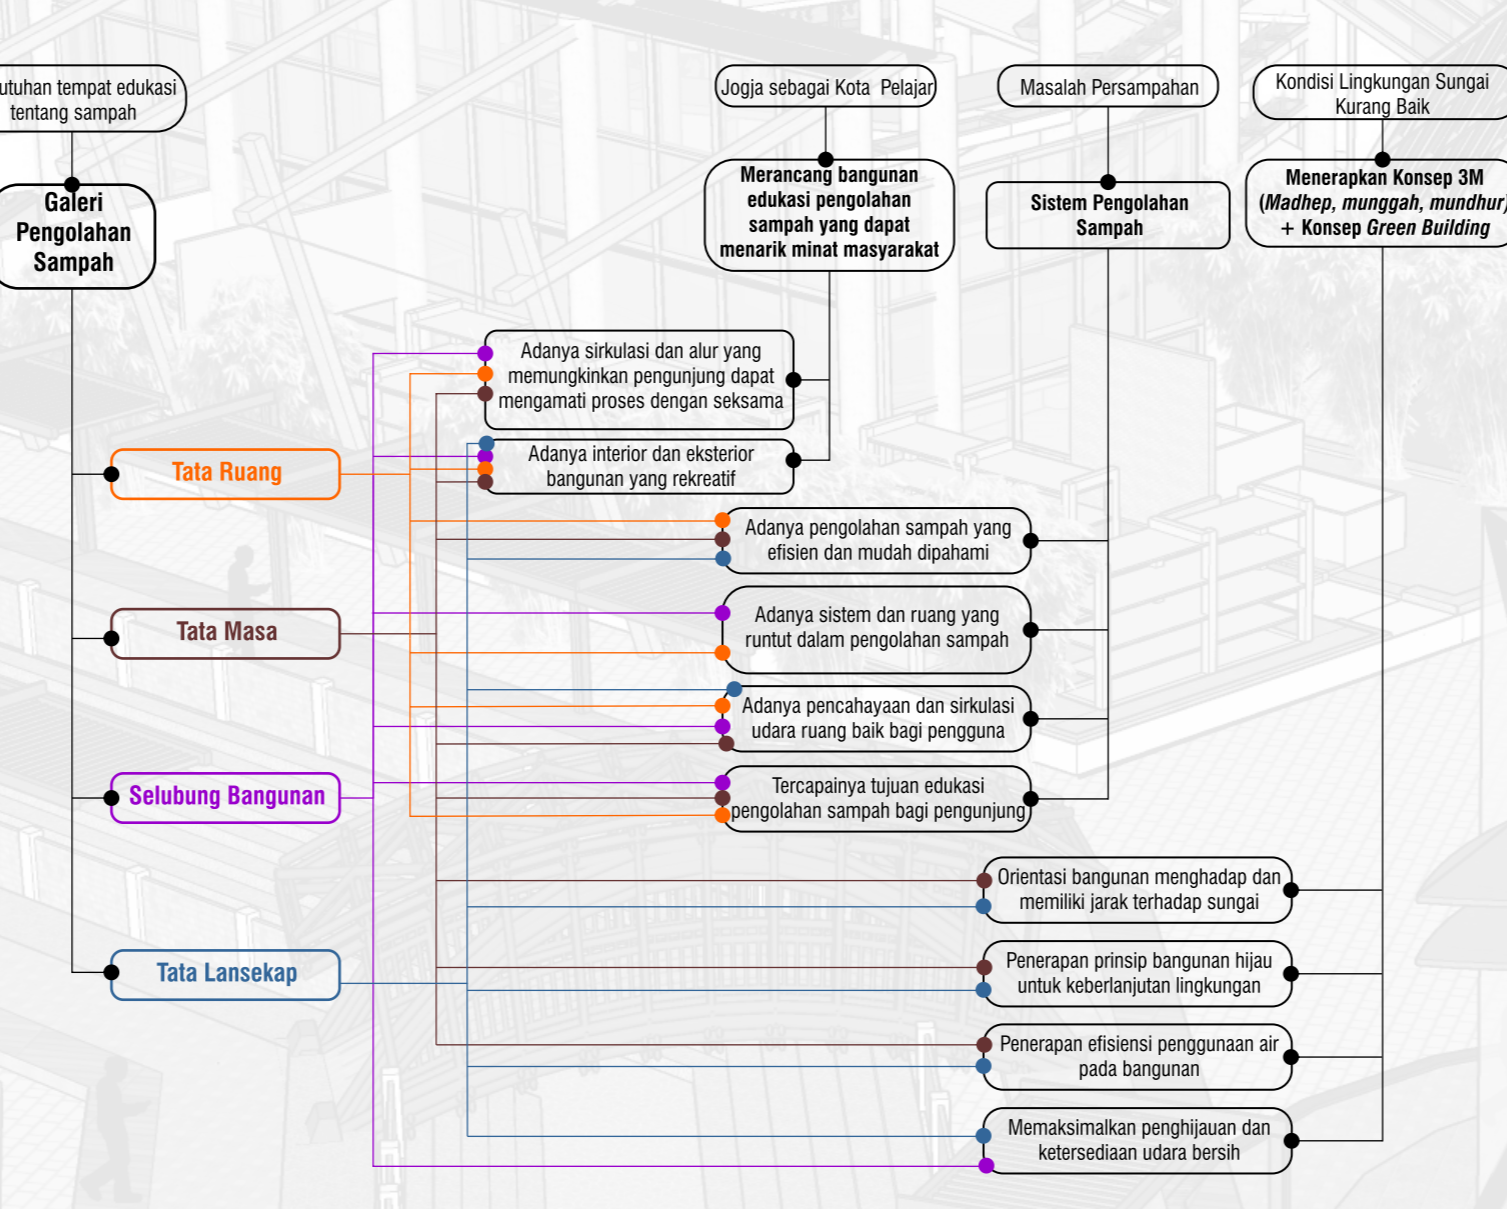 utuhan tempat edukasi
tentang sampah
Galeri
Pengolahan
Sampah
Jogja sebagai Kota Pelajar
Merancang bangunan
edukasi pengolahan
sampah yang dapat
menarik minat masyarakat
Masalah Persampahan
Sistem Pengolahan
Sampah
Kondisi Lingkungan Sungai
Kurang Baik
Menerapkan Konsep 3M
(Madhep, munggah, mundhur)
+ Konsep Green Building
Tata Ruang
Tata Masa
Selubung Bangunan
Tata Lansekap
Adanya sirkulasi dan alur yang
memungkinkan pengunjung dapat
mengamati proses dengan seksama
Adanya interior dan eksterior
bangunan yang rekreatif
Adanya pengolahan sampah yang
efisien dan mudah dipahami
Adanya sistem dan ruang yang
runtut dalam pengolahan sampah
Adanya pencahayaan dan sirkulasi
udara ruang baik bagi pengguna
Tercapainya tujuan edukasi
pengolahan sampah bagi pengunjung
Orientasi bangunan menghadap dan
memiliki jarak terhadap sungai
Penerapan prinsip bangunan hijau
untuk keberlanjutan lingkungan
Penerapan efisiensi penggunaan air
pada bangunan
Memaksimalkan penghijauan dan
ketersediaan udara bersih